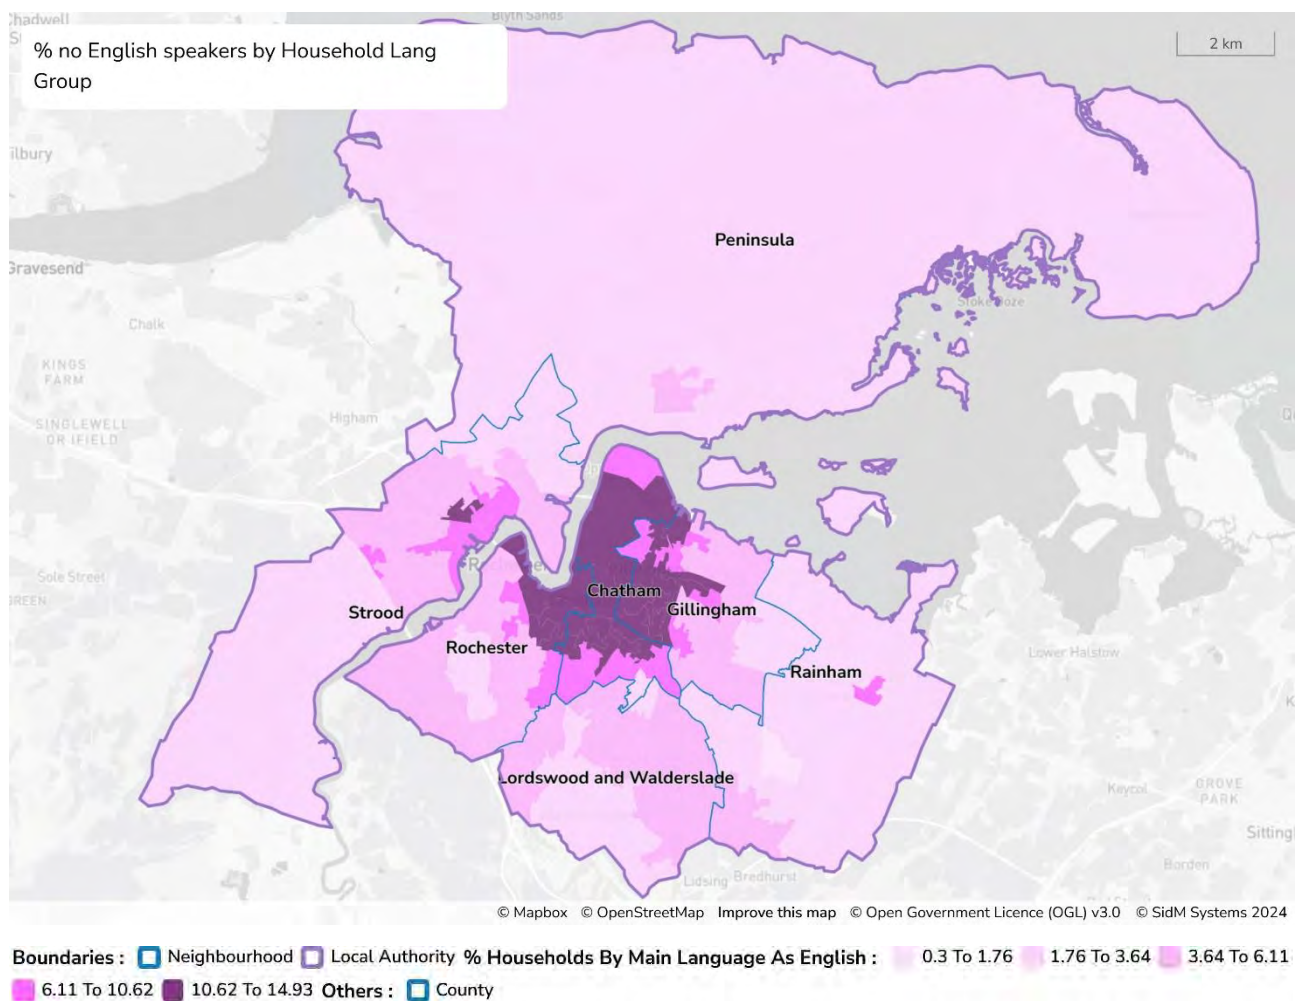 Blyth Sands
Chadwell
% no English speakers by Household Lang
Group
2 km
ilbury
Peninsula
Gravesend
Chalk
KINGS
FARM
SINGLEWELL
OR IFIELD
Higham
Sole Street
GREEN
Strood
Chatham
Gillingham
Rochester
Rainham
Lower Halstow
Lordswood and Walderslade
Keycol
GROVE
PARK
Borden
Lidsing
Bredhurst
© Mapbox © OpenStreetMap Improve this map © Open Government Licence (OGL) v3.0 © SidM Systems 2024
Boundaries : Neighbourhood Local Authority % Households By Main Language As English : 0.3 To 1.76 1.76 To 3.64 3.64 To 6.11
6.11 To 10.62 10.62 To 14.93 Others : County